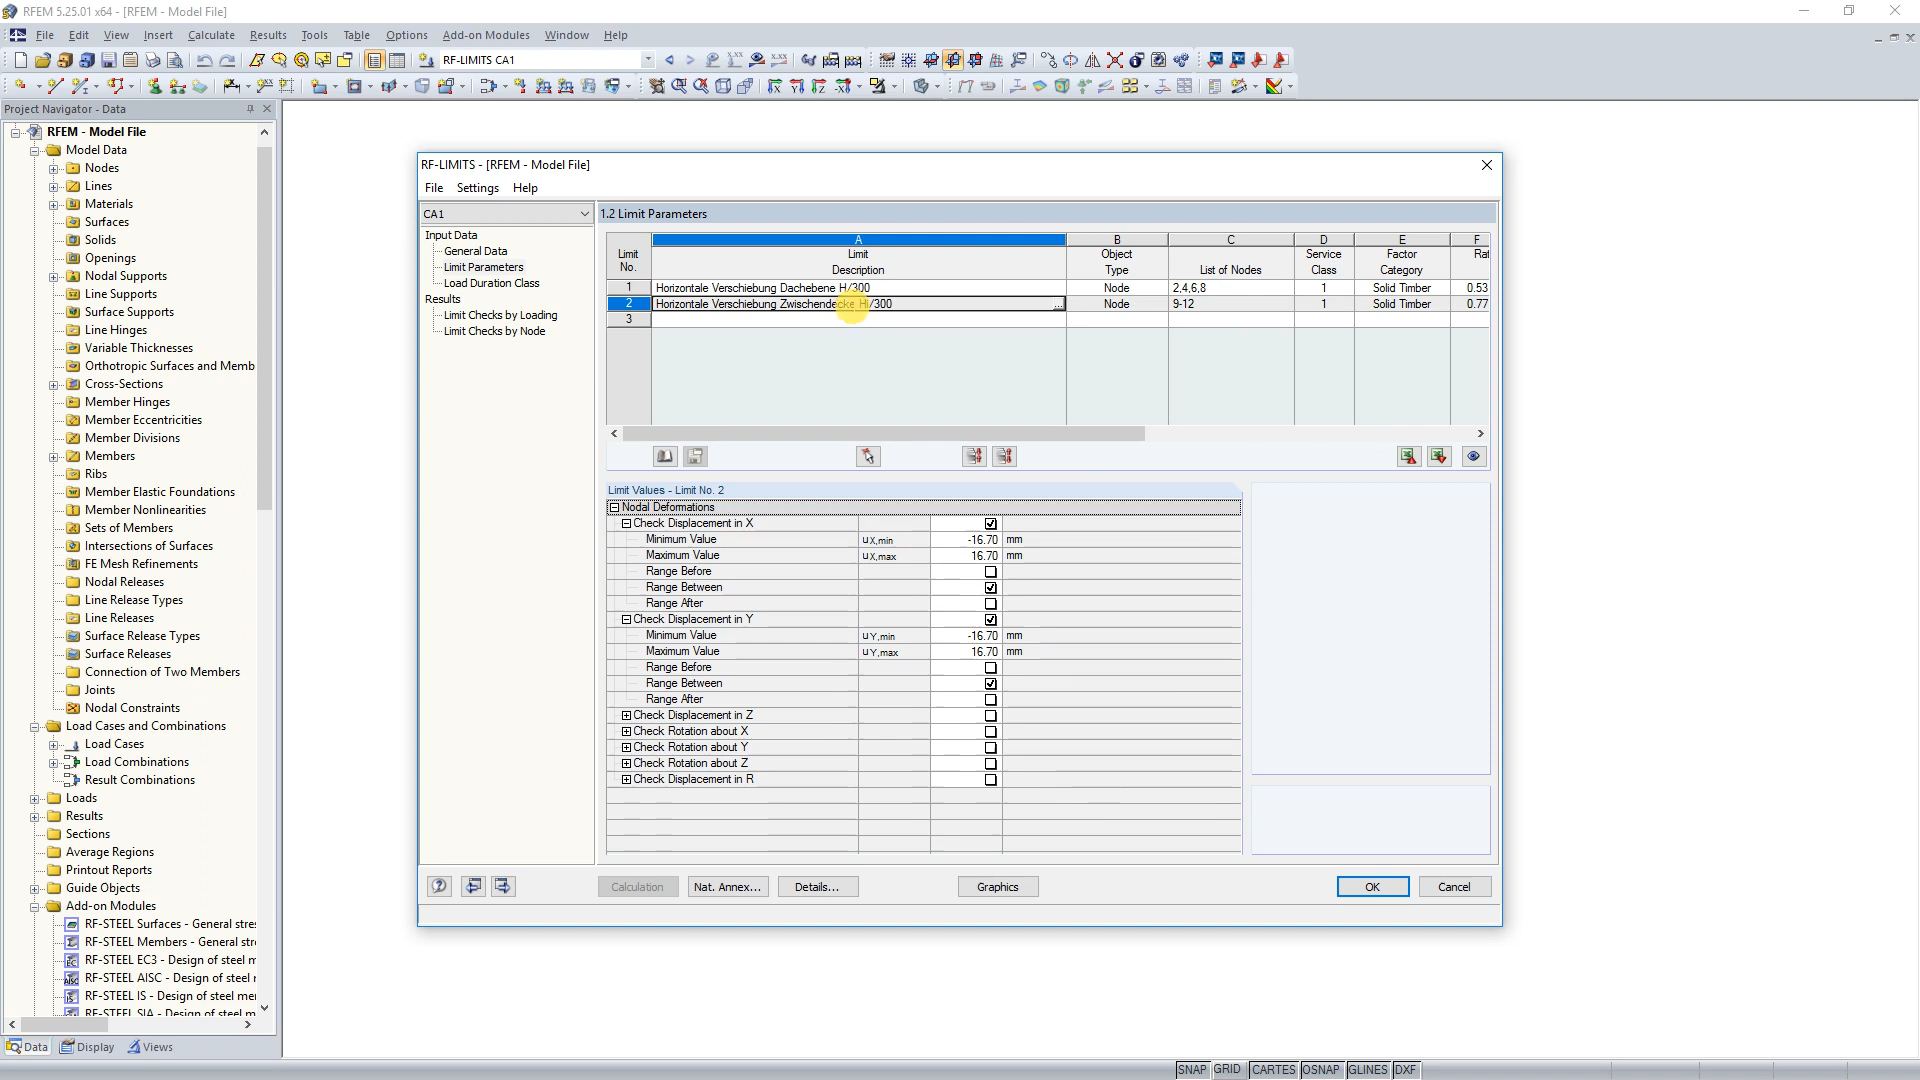 RFEM 5.25.01 x64 - [RFEM - Model File]
File Edit View Insert Calculate Results Tools Table Options Add-on Modules Window Help
RF-LIMITS CA1
Project Navigator - Data
RFEM - Model File
Model Data
Nodes
Lines
Materials
Surfaces
Solids
Openings
Nodal Supports
Line Supports
Surface Supports
Line Hinges
Variable Thicknesses
Orthotropic Surfaces and Memb
Cross-Sections
Member Hinges
Member Eccentricities
Member Divisions
Members
Ribs
Member Elastic Foundations
Member Nonlinearities
Sets of Members
Intersections of Surfaces
FE Mesh Refinements
Nodal Releases
Line Release Types
Line Releases
Surface Release Types
Surface Releases
Connection of Two Members
Joints
Nodal Constraints
Load Cases and Combinations
Load Cases
Load Combinations
Result Combinations
Loads
Results
Sections
Average Regions
Printout Reports
Guide Objects
Add-on Modules
RF-STEEL Surfaces - General stre
RF-STEEL Members - General stre
RF-STEEL EC3 - Design of steel m
RF-STEEL AISC - Design of steel
RF-STEEL IS - Design of steel me
RF-STEEL SIA - Design of steel m
Data Display Views
RF-LIMITS - [RFEM - Model File]
File Settings Help
CA1
Input Data
General Data
Limit Parameters
Load Duration Class
Results
Limit Checks by Loading
Limit Checks by Node
1.2 Limit Parameters
A B C D E F
Limit Limit Object Service Factor Rat
No. Description Type List of Nodes Class Category
1 Horizontale Verschiebung Dachebene H/300 Node 2,4,6,8 1 Solid Timber 0.53
2 Horizontale Verschiebung Zwischendecke Hi/300 ... Node 9-12 1 Solid Timber 0.77
3
Limit Values - Limit No. 2
Nodal Deformations
Check Displacement in X
Minimum Value uX,min -16.70 mm
Maximum Value uX,max 16.70 mm
Range Before
Range Between
Range After
Check Displacement in Y
Minimum Value uY,min -16.70 mm
Maximum Value uY,max 16.70 mm
Range Before
Range Between
Range After
Check Displacement in Z
Check Rotation about X
Check Rotation about Y
Check Rotation about Z
Check Displacement in R
Calculation Nat. Annex... Details... Graphics OK Cancel
SNAP GRID CARTES OSNAP GLINES DXF